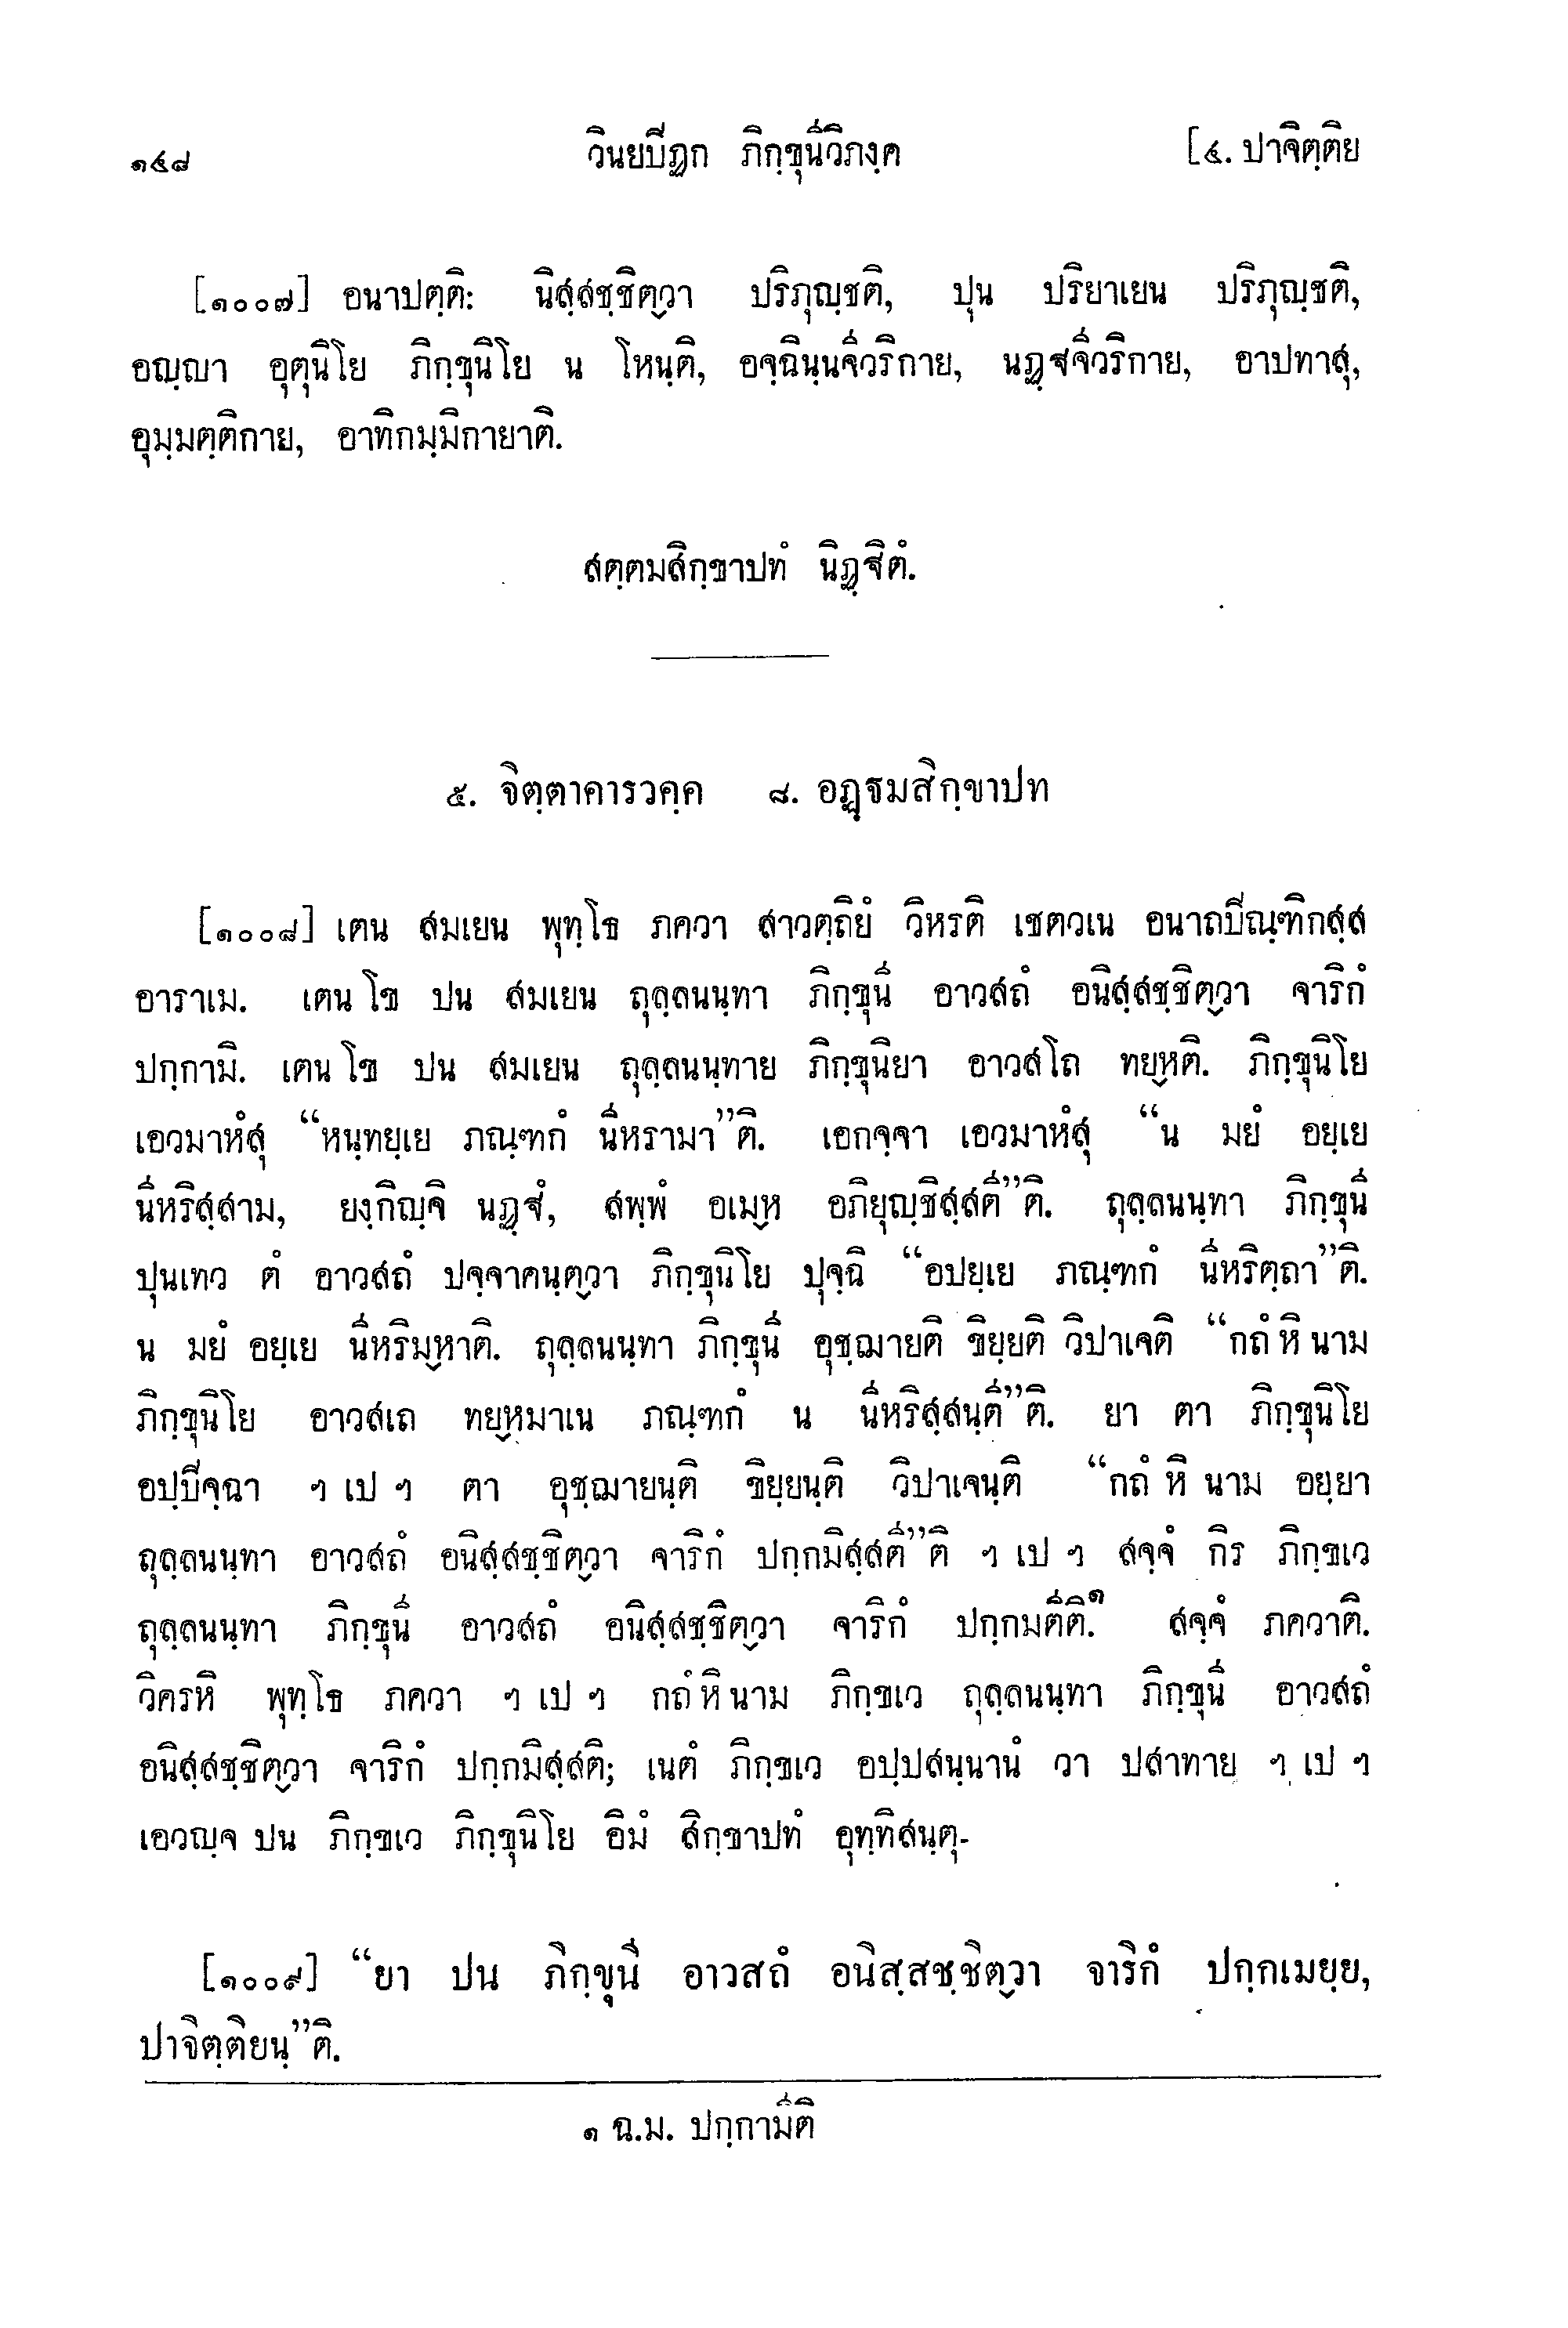 ๑๔๘ วินยปิฏก ภิกฺขุนีวิภงฺค [๔. ปาจิตฺติย
[๑๐๐๗] อนาปตฺติ: นิสฺสชฺชิตฺวา ปริภุญฺชติ, ปุน ปริยาเยน ปริภุญฺชติ,
อญฺญา อุตุนิโย ภิกฺขุนิโย น โหนฺติ, อจฺฉินฺนจีวริกาย, นฏฺฐจีวริกาย, อาปทาสุ,
อุมฺมตฺติกาย, อาทิกมฺมิกายาติ.
สตฺตมสิกฺขาปทํ นิฏฺฐิตํ.
๕. จิตฺตาคารวคฺค ๘. อฏฺฐมสิกฺขาปท
[๑๐๐๘] เตน สมเยน พุทฺโธ ภควา สาวตฺถิยํ วิหรติ เชตวเน อนาถปีณฺฑิกสฺส
อาราเม. เตน โข ปน สมเยน ถุลฺลนนฺทา ภิกฺขุนี อาวสถํ อนิสฺสชฺชิตฺวา จาริกํ
ปกฺกามิ. เตน โข ปน สมเยน ถุลฺลนนฺทาย ภิกฺขุนิยา อาวสโถ ทยฺหติ. ภิกฺขุนิโย
เอวมาหํสุ “หนฺทยฺเย ภณฺฑกํ นีหรามา”ติ. เอกจฺจา เอวมาหํสุ “น มยํ อยฺเย
นีหริสฺสาม, ยงฺกิญฺจิ นฏฺฐํ, สพฺพํ อเมฺห อภิยุญฺชิสฺสตี”ติ. ถุลฺลนนฺทา ภิกฺขุนี
ปุนเทว ตํ อาวสถํ ปจฺจาคนฺตฺวา ภิกฺขุนิโย ปุจฺฉิ “อปยฺเย ภณฺฑกํ นีหริตฺถา”ติ.
น มยํ อยฺเย นีหริมฺหาติ. ถุลฺลนนฺทา ภิกฺขุนี อุชฺฌายติ ขิยฺยติ วิปาเจติ “กถํ หิ นาม
ภิกฺขุนิโย อาวสเถ ทยฺหมาเน ภณฺฑกํ น นีหริสฺสนฺตี”ติ. ยา ตา ภิกฺขุนิโย
อปฺปีจฺฉา ฯ เป ฯ ตา อุชฺฌายนฺติ ขิยฺยนฺติ วิปาเจนฺติ “กถํ หิ นาม อยฺยา
ถุลฺลนนฺทา อาวสถํ อนิสฺสชฺชิตฺวา จาริกํ ปกฺกมิสฺสตี”ติ ฯ เป ฯ สจฺจํ กิร ภิกฺขเว
ถุลฺลนนฺทา ภิกฺขุนี อาวสถํ อนิสฺสชฺชิตฺวา จาริกํ ปกฺกมตีติ.๑ สจฺจํ ภควาติ.
วิครหิ พุทฺโธ ภควา ฯ เป ฯ กถํ หิ นาม ภิกฺขเว ถุลฺลนนฺทา ภิกฺขุนี อาวสถํ
อนิสฺสชฺชิตฺวา จาริกํ ปกฺกมิสฺสติ; เนตํ ภิกฺขเว อปฺปสนฺนานํ วา ปสาทาย ฯ เป ฯ
เอวญฺจ ปน ภิกฺขเว ภิกฺขุนิโย อิมํ สิกฺขาปทํ อุทฺทิสนฺตุ-
[๑๐๐๙] “ยา ปน ภิกฺขุนี อาวสถํ อนิสฺสชฺชิตฺวา จาริกํ ปกฺกเมยฺย,
ปาจิตฺติยนฺ”ติ.
๑ ฉ.ม. ปกฺกามีติ